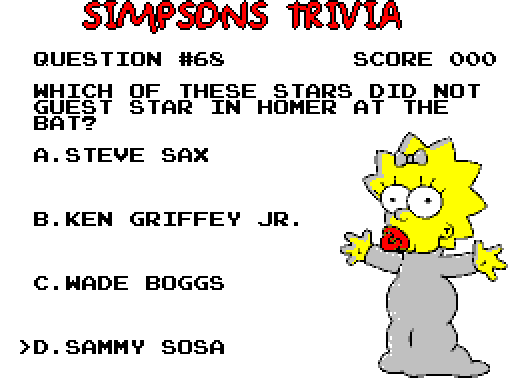 SIMPSONS TRIVIA
QUESTION #68 SCORE 000
WHICH OF THESE STARS DID NOT
GUEST STAR IN HOMER AT THE
BAT?
A.STEVE SAX
B.KEN GRIFFEY JR.
C.WADE BOGGS
>D.SAMMY SOSA